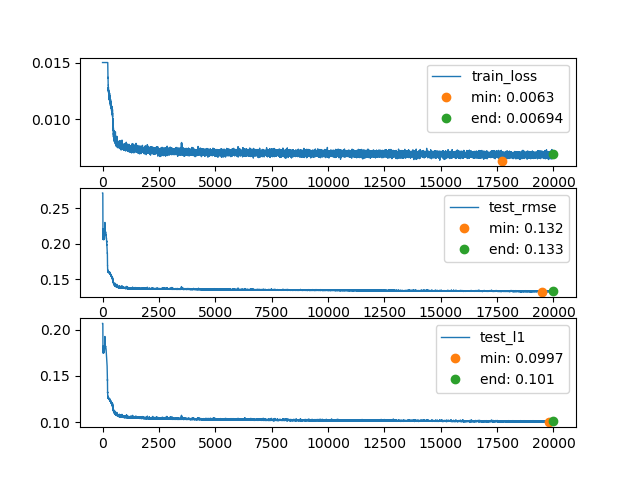 0.015
0.010
train_loss
min: 0.0063
end: 0.00694
0 2500 5000 7500 10000 12500 15000 17500 20000
0.25
0.20
0.15
test_rmse
min: 0.132
end: 0.133
0 2500 5000 7500 10000 12500 15000 17500 20000
0.20
0.15
0.10
test_l1
min: 0.0997
end: 0.101
0 2500 5000 7500 10000 12500 15000 17500 20000